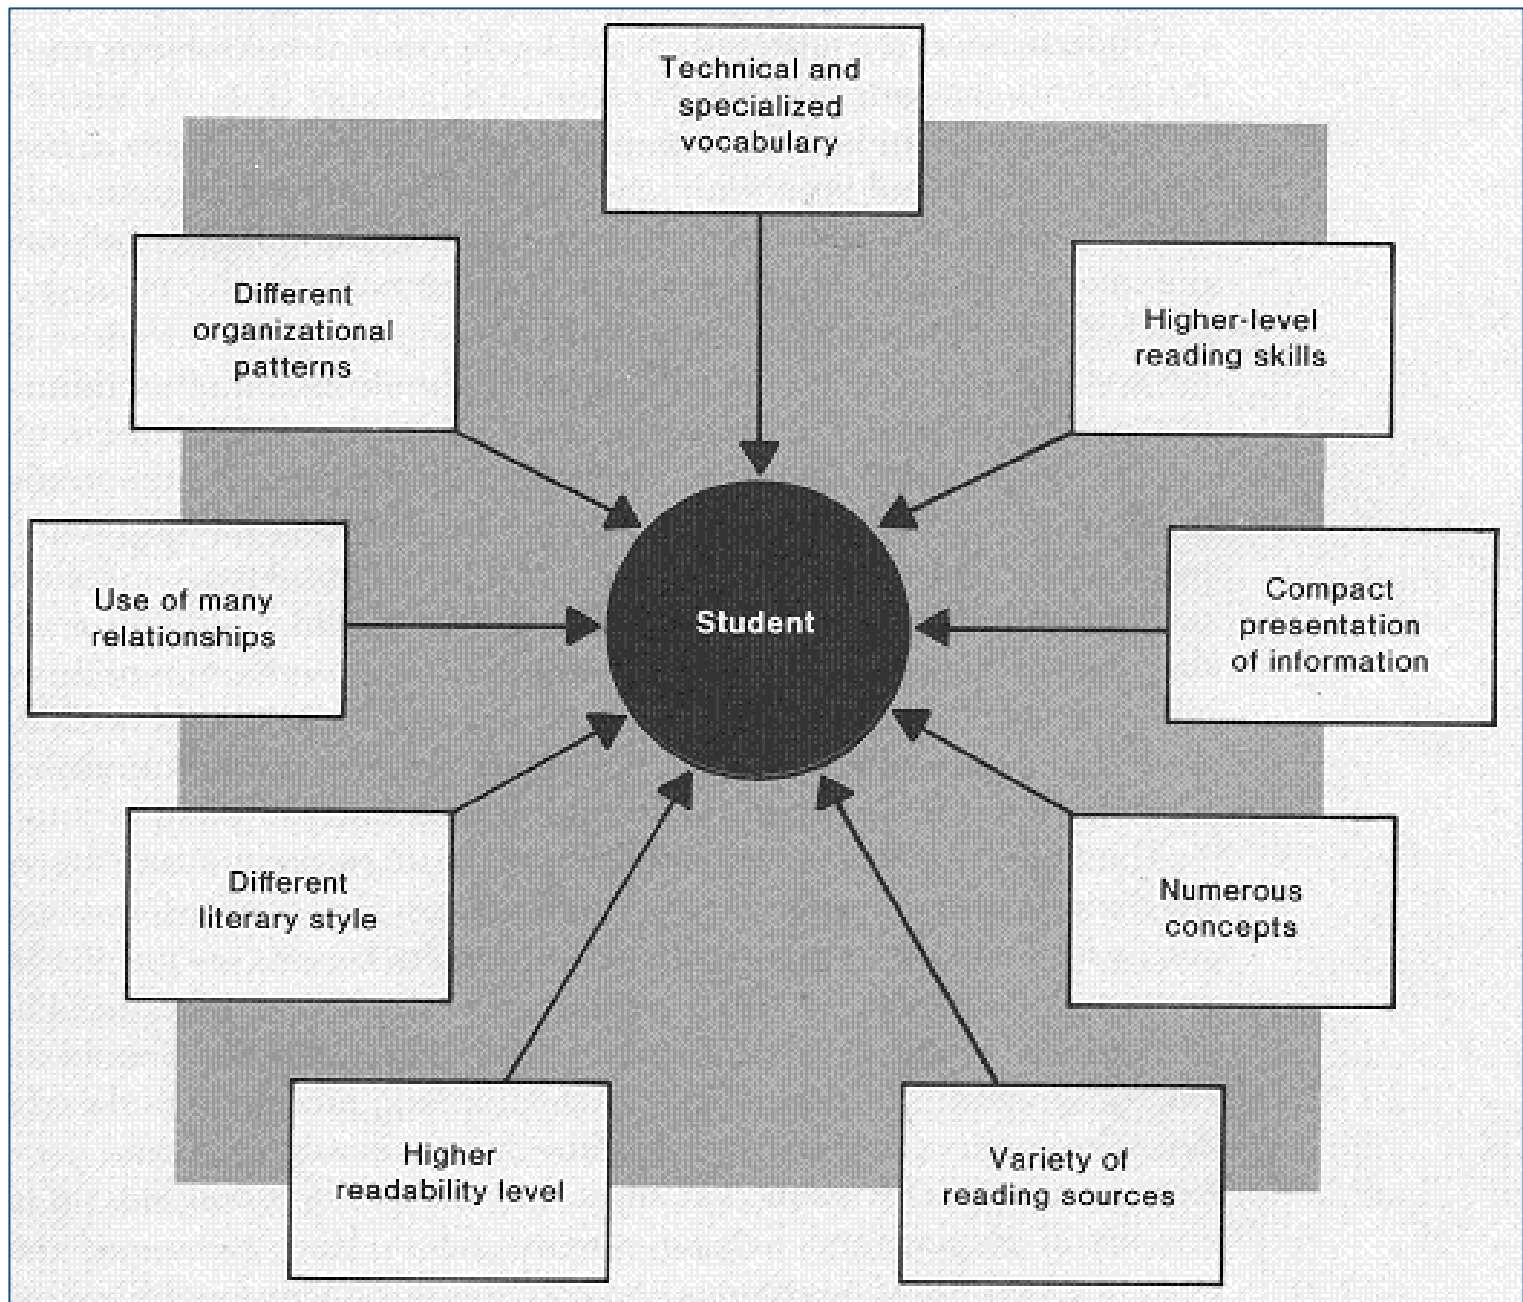 Technical and
specialized
vocabulary
Different
organizational
patterns
Higher-level
reading skills
Use of many
relationships
Student
Compact
presentation
of information
Different
literary style
Numerous
concepts
Higher
readability level
Variety of
reading sources